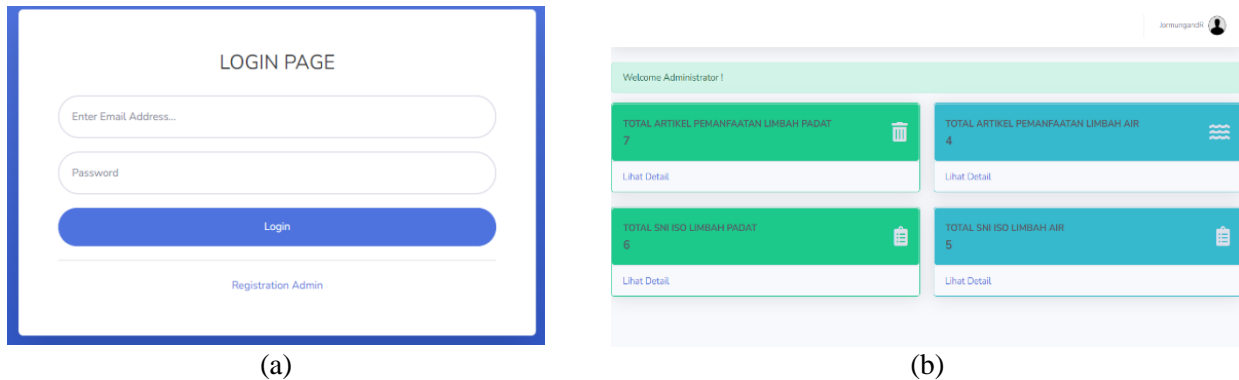 LOGIN PAGE
Enter Email Address...
Password
Login
Registration Admin
(a)
JormungandR
Welcome Administrator !
TOTAL ARTIKEL PEMANFAATAN LIMBAH PADAT
7
Lihat Detail
TOTAL ARTIKEL PEMANFAATAN LIMBAH AIR
4
Lihat Detail
TOTAL SNI ISO LIMBAH PADAT
6
Lihat Detail
TOTAL SNI ISO LIMBAH AIR
5
Lihat Detail
(b)